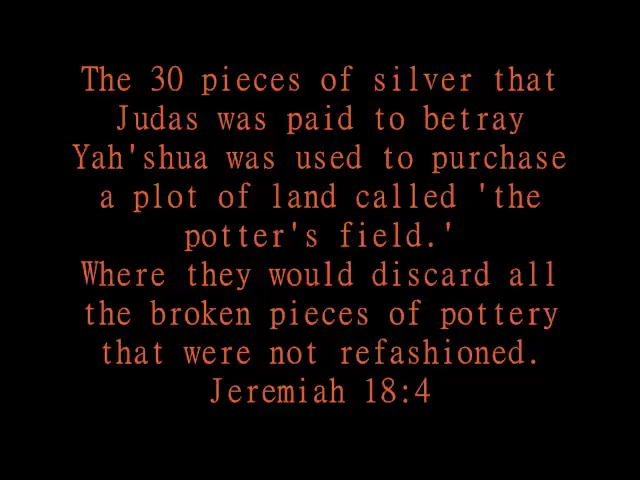 The 30 pieces of silver that
Judas was paid to betray
Yah'shua was used to purchase
a plot of land called 'the
potter's field.'
Where they would discard all
the broken pieces of pottery
that were not refashioned.
Jeremiah 18:4